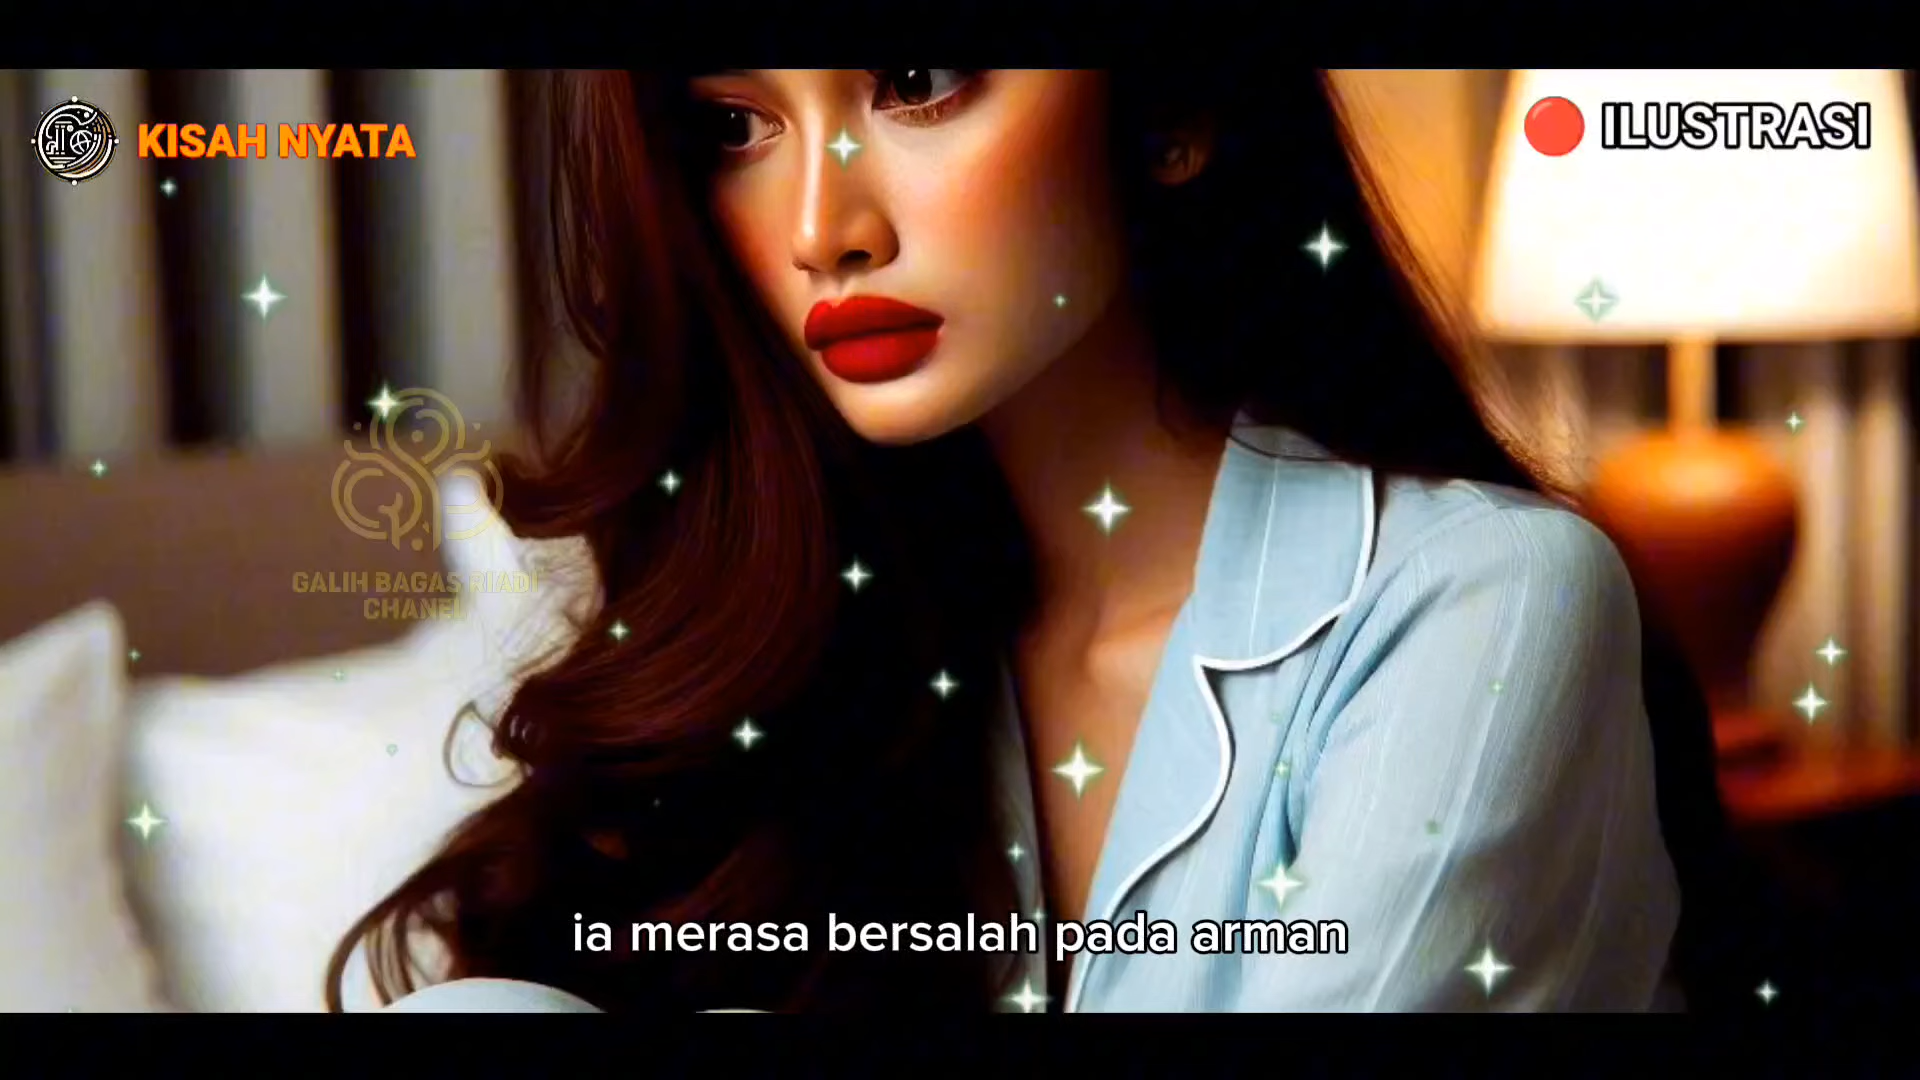 KISAH NYATA
ILUSTRASI
GALIH BAGAS RIADI
CHANEL
ia merasa bersalah pada arman